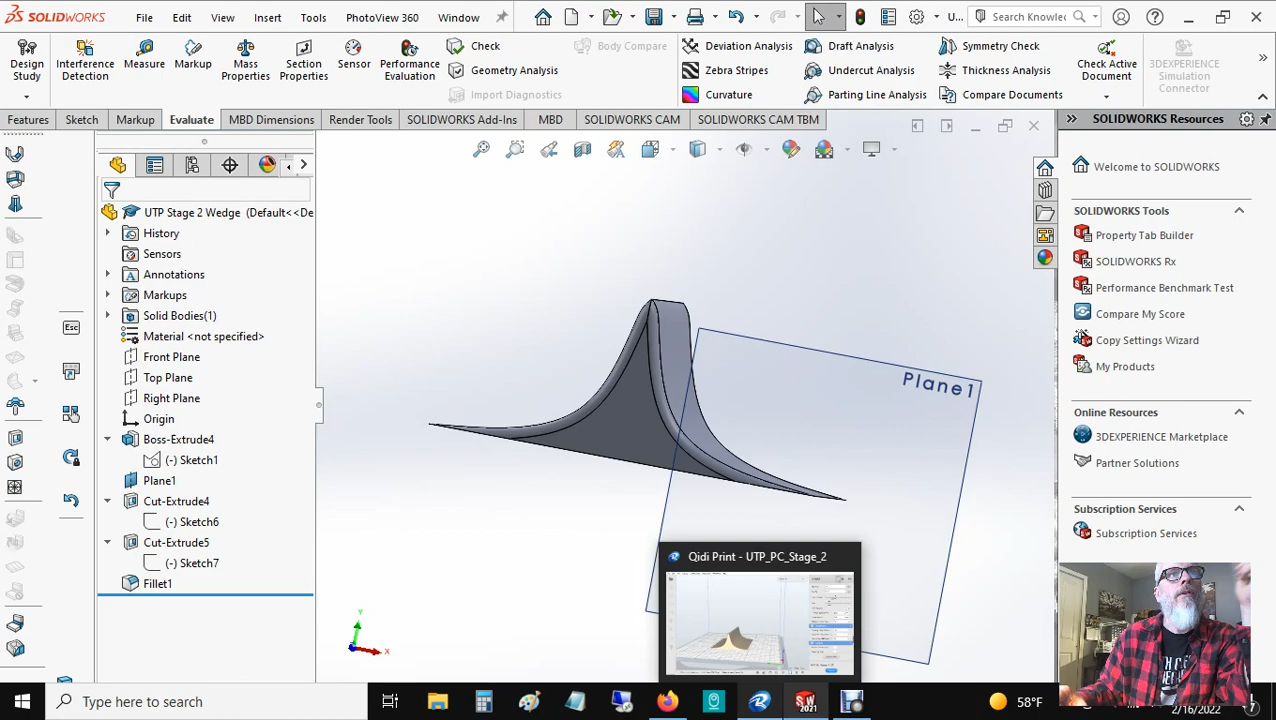 SOLIDWORKS File Edit View Insert Tools PhotoView 360 Window U... Search Knowle
Design Study
Interference Detection
Measure
Markup
Mass Properties
Section Properties
Sensor
Performance Evaluation
Check
Geometry Analysis
Import Diagnostics
Body Compare
Deviation Analysis
Zebra Stripes
Curvature
Draft Analysis
Undercut Analysis
Parting Line Analysis
Symmetry Check
Thickness Analysis
Compare Documents
Check Active Document
3DEXPERIENCE Simulation Connector
Features Sketch Markup Evaluate MBD Dimensions Render Tools SOLIDWORKS Add-Ins MBD SOLIDWORKS CAM SOLIDWORKS CAM TBM
UTP Stage 2 Wedge (Default<<De
History
Sensors
Annotations
Markups
Solid Bodies(1)
Material <not specified>
Front Plane
Top Plane
Right Plane
Origin
Boss-Extrude4
(-) Sketch1
Plane1
Cut-Extrude4
(-) Sketch6
Cut-Extrude5
(-) Sketch7
Fillet1
Esc
Plane1
Y
X
Qidi Print - UTP_PC_Stage_2
SOLIDWORKS Resources
Welcome to SOLIDWORKS
SOLIDWORKS Tools
Property Tab Builder
SOLIDWORKS Rx
Performance Benchmark Test
Compare My Score
Copy Settings Wizard
My Products
Online Resources
3DEXPERIENCE Marketplace
Partner Solutions
Subscription Services
Subscription Services
Type here to search
SW
2021
58°F
2/16/2022